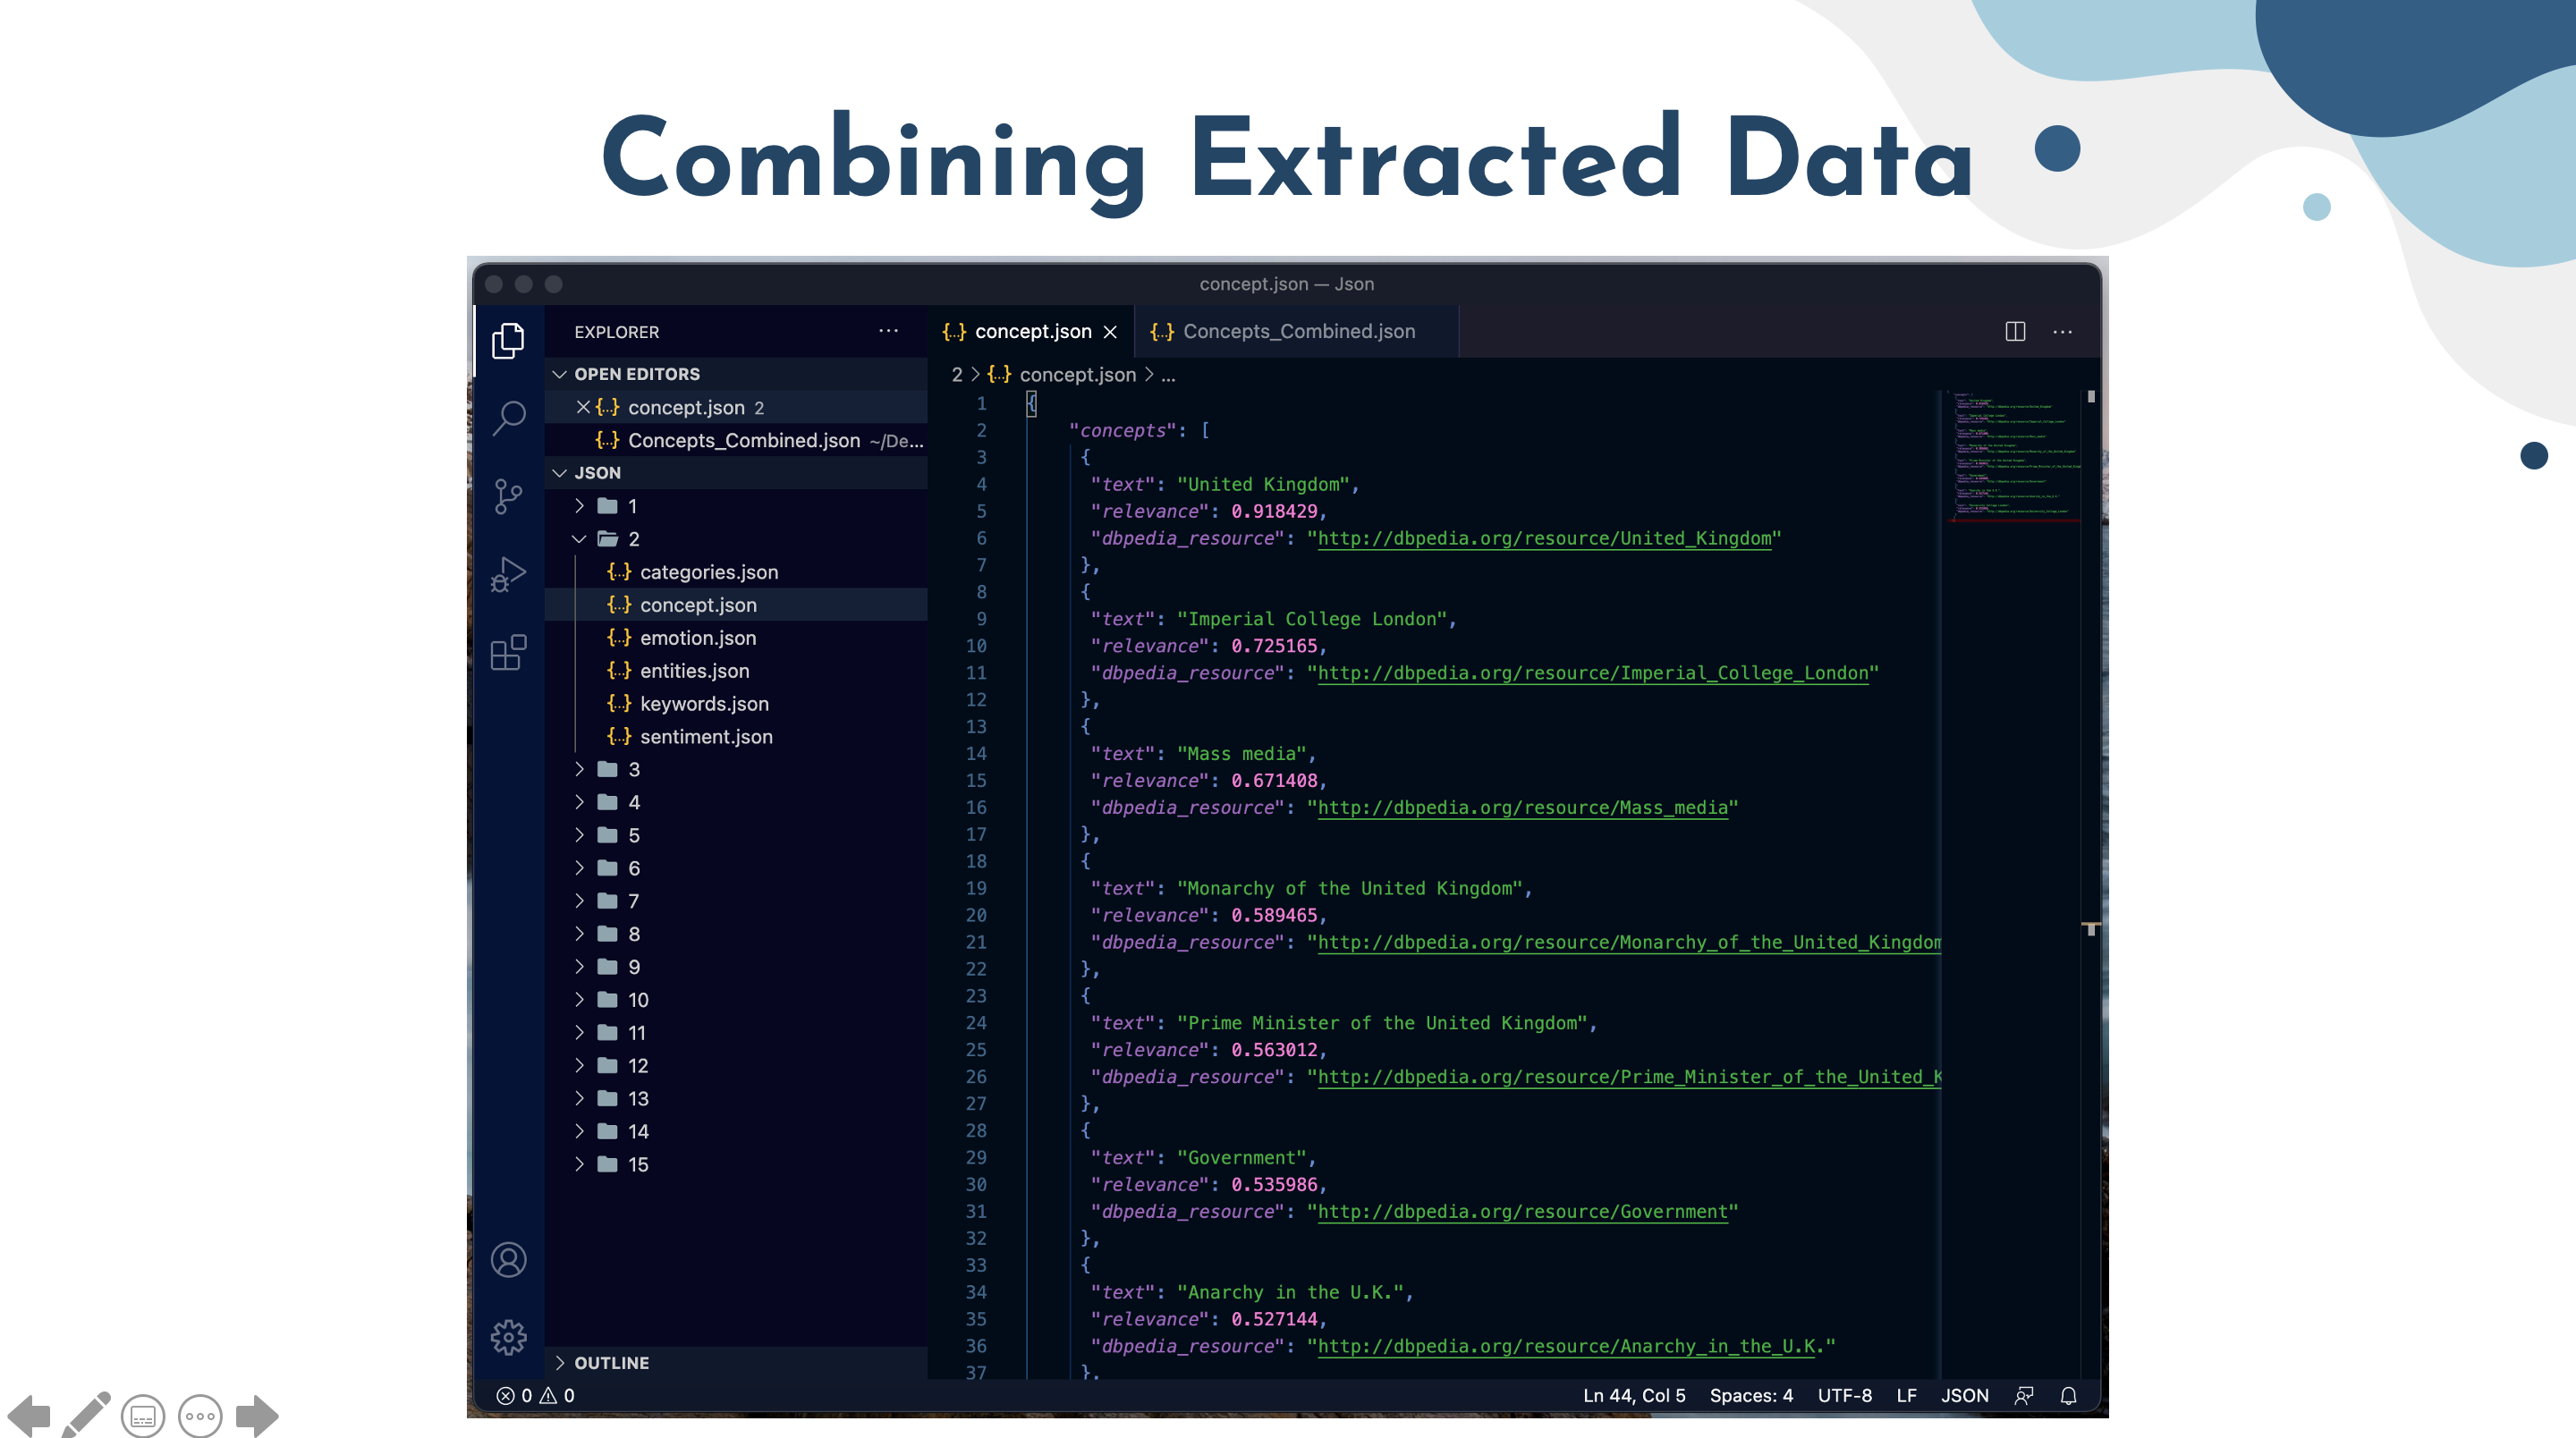 Combining Extracted Data
concept.json — Json
EXPLORER
OPEN EDITORS
concept.json 2
Concepts_Combined.json ~/De...
JSON
1
2
categories.json
concept.json
emotion.json
entities.json
keywords.json
sentiment.json
3
4
5
6
7
8
9
10
11
12
13
14
15
OUTLINE
concept.json
Concepts_Combined.json
2 > {..} concept.json > ...
1 {
2 "concepts": [
3 {
4 "text": "United Kingdom",
5 "relevance": 0.918429,
6 "dbpedia_resource": "http://dbpedia.org/resource/United_Kingdom"
7 },
8 {
9 "text": "Imperial College London",
10 "relevance": 0.725165,
11 "dbpedia_resource": "http://dbpedia.org/resource/Imperial_College_London"
12 },
13 {
14 "text": "Mass media",
15 "relevance": 0.671408,
16 "dbpedia_resource": "http://dbpedia.org/resource/Mass_media"
17 },
18 {
19 "text": "Monarchy of the United Kingdom",
20 "relevance": 0.589465,
21 "dbpedia_resource": "http://dbpedia.org/resource/Monarchy_of_the_United_Kingdom
22 },
23 {
24 "text": "Prime Minister of the United Kingdom",
25 "relevance": 0.563012,
26 "dbpedia_resource": "http://dbpedia.org/resource/Prime_Minister_of_the_United_K
27 },
28 {
29 "text": "Government",
30 "relevance": 0.535986,
31 "dbpedia_resource": "http://dbpedia.org/resource/Government"
32 },
33 {
34 "text": "Anarchy in the U.K.",
35 "relevance": 0.527144,
36 "dbpedia_resource": "http://dbpedia.org/resource/Anarchy_in_the_U.K."
37 },
0 0
Ln 44, Col 5 Spaces: 4 UTF-8 LF JSON